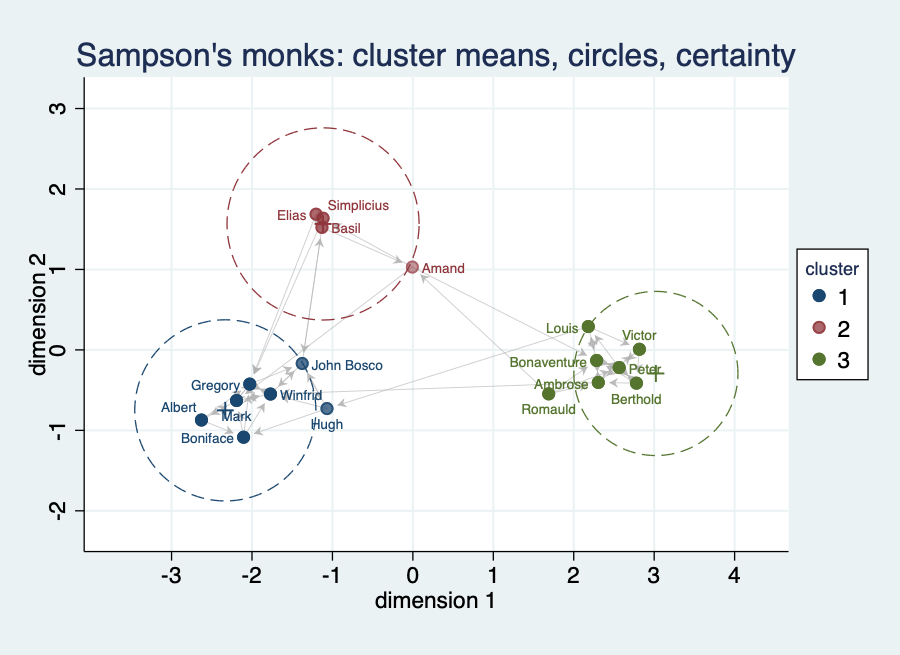 Sampson's monks: cluster means, circles, certainty
3
2
1
0
-1
-2
dimension 2
Simplicius
Elias
Basil
Amand
Louis
Victor
John Bosco
Bonaventure
Peter
Gregory
Ambrose
Winfrid
Berthold
Albert
Mark
Romauld
Hugh
Boniface
-3 -2 -1 0 1 2 3 4
dimension 1
cluster
1
2
3